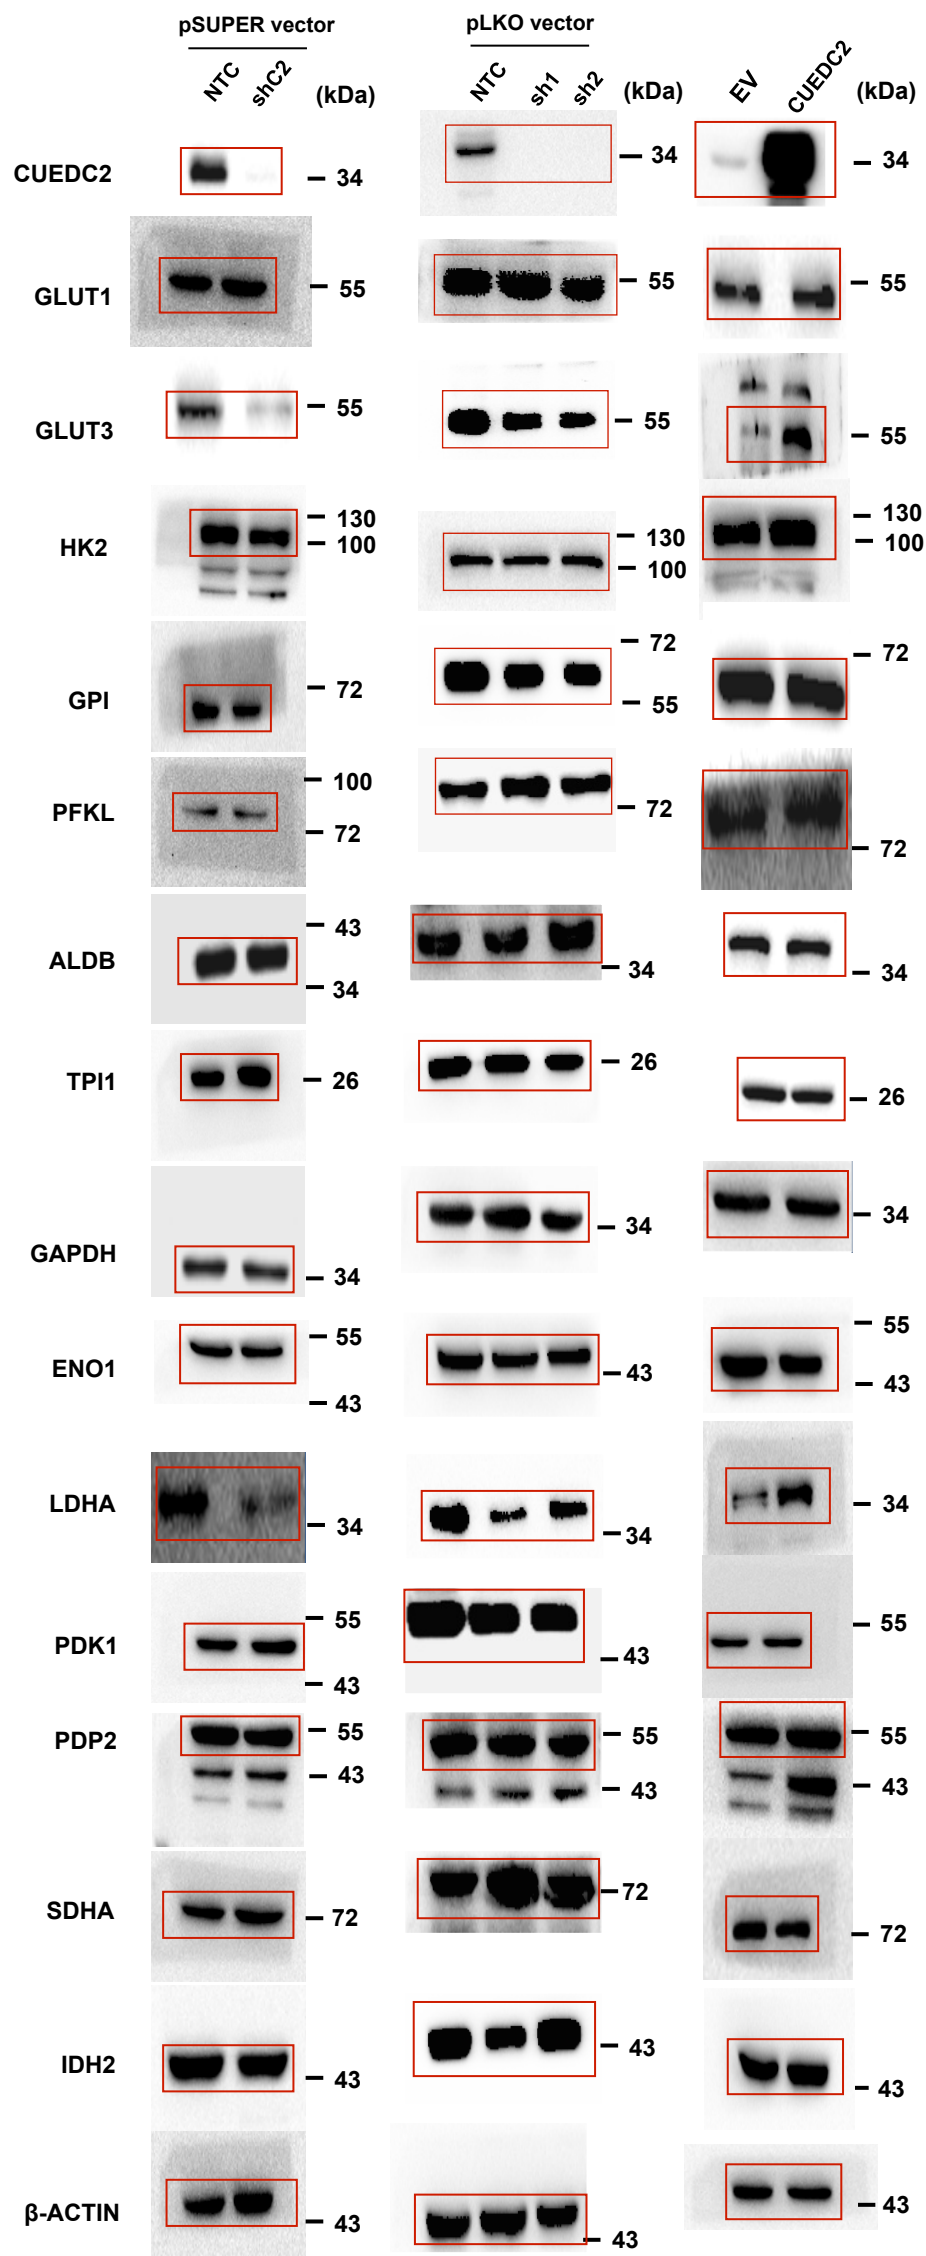 pSUPER vector pLKO vector
NTC shC2 (kDa) NTC sh1 sh2 (kDa) EV CUEDC2 (kDa)
CUEDC2 34 34 34
GLUT1 55 55 55
GLUT3 55 55 55
HK2 130 100 130 100 130 100
GPI 72 72 55 72
PFKL 100 72 72 72
ALDB 43 34 34 34
TPI1 26 26 26
GAPDH 34 34 34
ENO1 55 43 43 55 43
LDHA 34 34 34
PDK1 55 43 43 55
PDP2 55 43 55 43 55 43
SDHA 72 72 72
IDH2 43 43 43
β-ACTIN 43 43 43